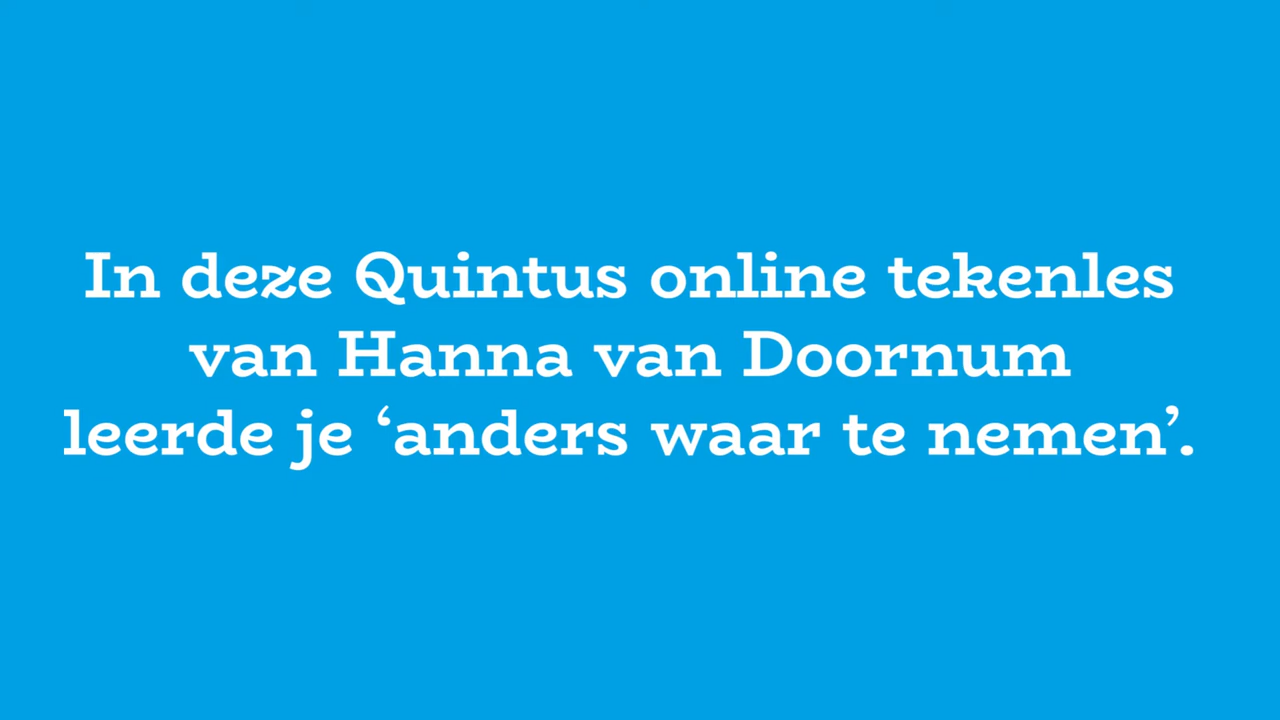 In deze Quintus online tekenles
van Hanna van Doornum
leerde je ‘anders waar te nemen’.